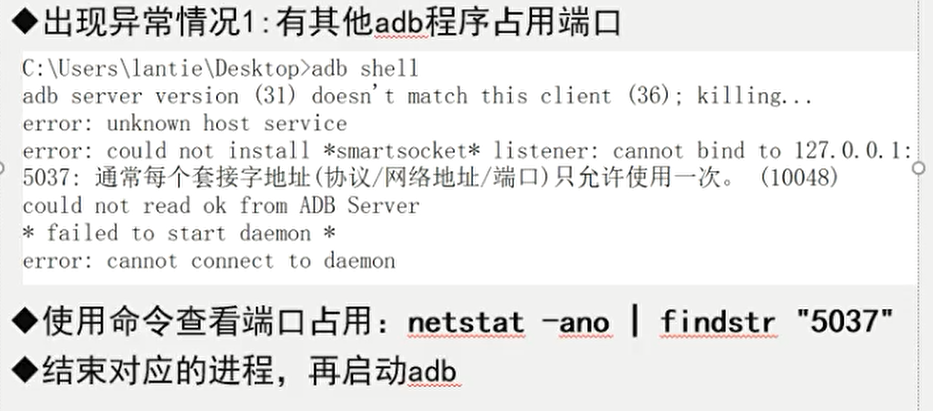 ◆出现异常情况1:有其他adb程序占用端口
C:\Users\lantie\Desktop>adb shell
adb server version (31) doesn't match this client (36); killing...
error: unknown host service
error: could not install *smartsocket* listener: cannot bind to 127.0.0.1:
5037: 通常每个套接字地址(协议/网络地址/端口)只允许使用一次。 (10048)
could not read ok from ADB Server
* failed to start daemon *
error: cannot connect to daemon
◆使用命令查看端口占用：netstat -ano | findstr "5037"
◆结束对应的进程，再启动adb